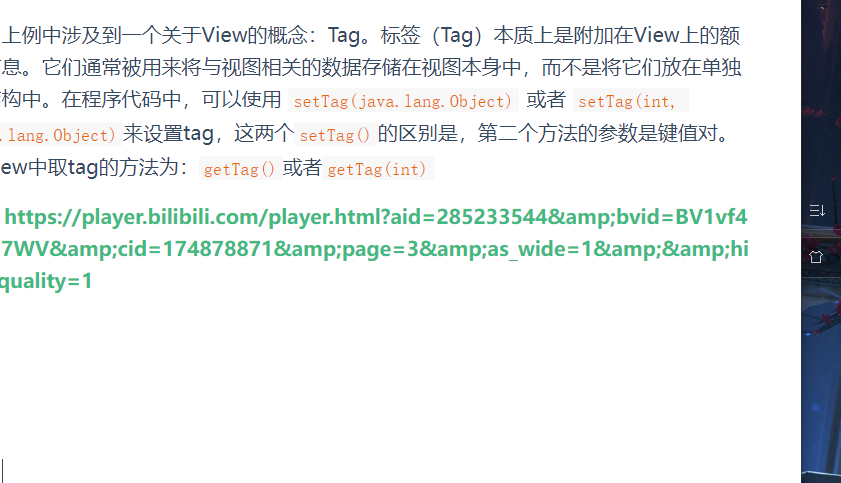 上例中涉及到一个关于View的概念：Tag。标签（Tag）本质上是附加在View上的额
息。它们通常被用来将与视图相关的数据存储在视图本身中，而不是将它们放在单独
构中。在程序代码中，可以使用 setTag(java.lang.Object) 或者 setTag(int,
.lang.Object) 来设置tag，这两个 setTag() 的区别是，第二个方法的参数是键值对。
ew中取tag的方法为： getTag() 或者 getTag(int)
https://player.bilibili.com/player.html?aid=285233544&amp;bvid=BV1vf4
7WV&amp;cid=174878871&amp;page=3&amp;as_wide=1&amp;&amp;hi
quality=1